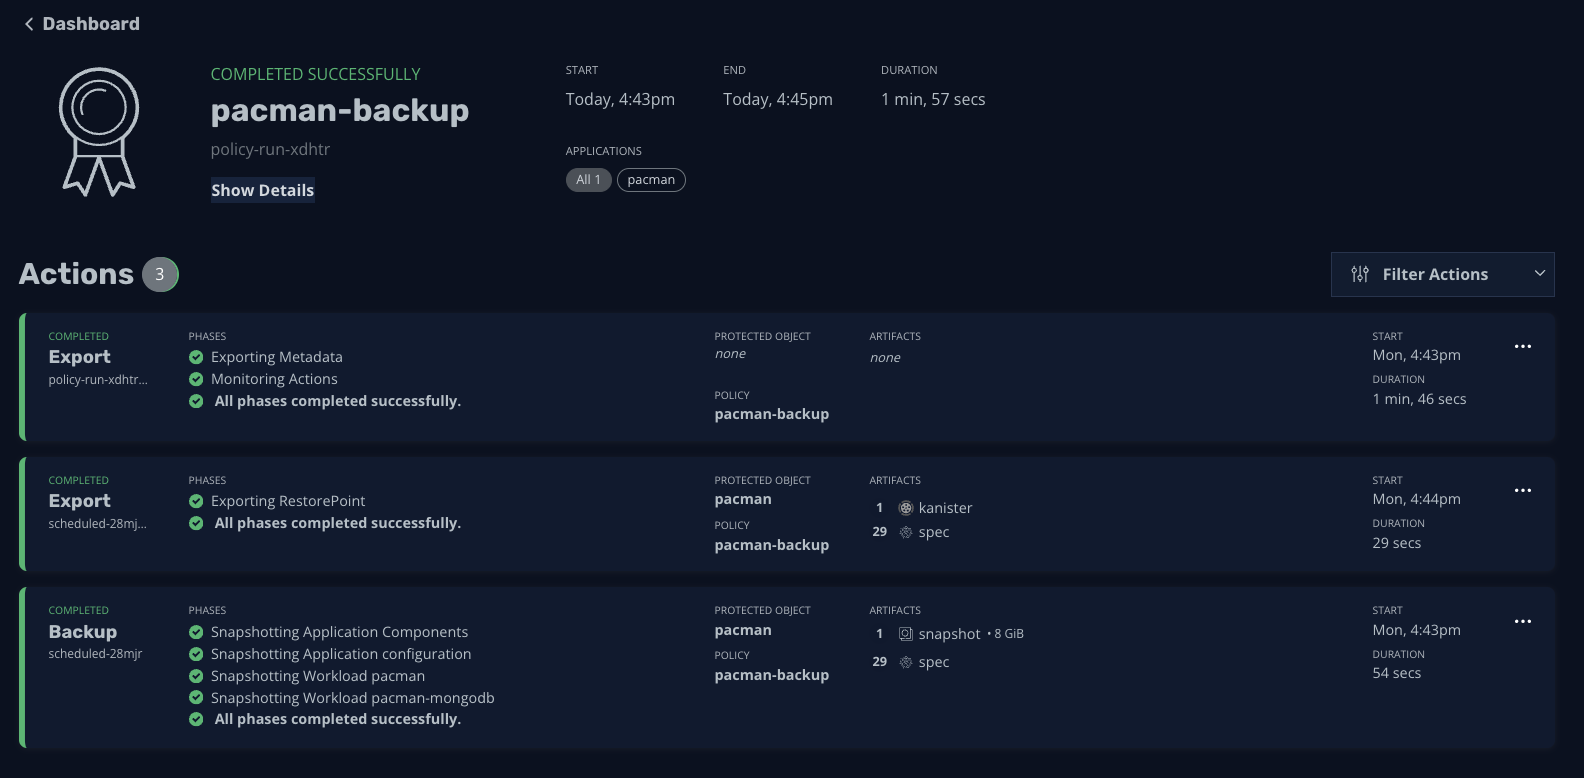 Dashboard
COMPLETED SUCCESSFULLY
pacman-backup
policy-run-xdhtr
Show Details
START
Today, 4:43pm
END
Today, 4:45pm
DURATION
1 min, 57 secs
APPLICATIONS
All 1
pacman
Actions 3
Filter Actions
COMPLETED
Export
policy-run-xdhtr...
PHASES
Exporting Metadata
Monitoring Actions
All phases completed successfully.
PROTECTED OBJECT
none
POLICY
pacman-backup
ARTIFACTS
none
START
Mon, 4:43pm
DURATION
1 min, 46 secs
COMPLETED
Export
scheduled-28mj...
PHASES
Exporting RestorePoint
All phases completed successfully.
PROTECTED OBJECT
pacman
POLICY
pacman-backup
ARTIFACTS
1 kanister
29 spec
START
Mon, 4:44pm
DURATION
29 secs
COMPLETED
Backup
scheduled-28mjr
PHASES
Snapshotting Application Components
Snapshotting Application configuration
Snapshotting Workload pacman
Snapshotting Workload pacman-mongodb
All phases completed successfully.
PROTECTED OBJECT
pacman
POLICY
pacman-backup
ARTIFACTS
1 snapshot • 8 GiB
29 spec
START
Mon, 4:43pm
DURATION
54 secs